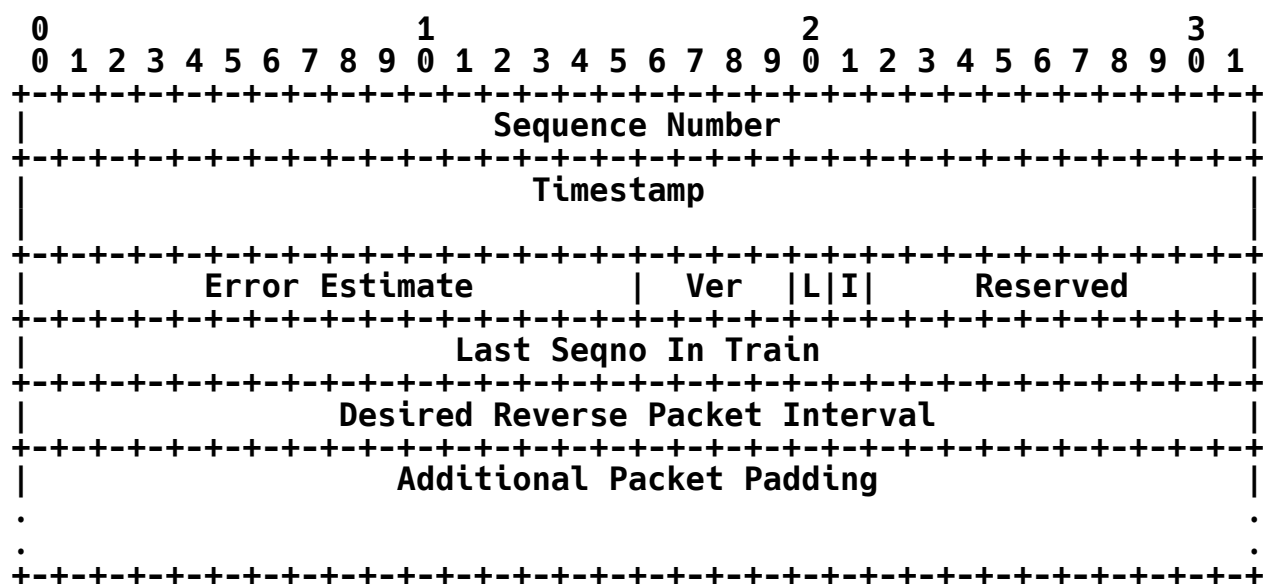 0                   1                   2                   3
 0 1 2 3 4 5 6 7 8 9 0 1 2 3 4 5 6 7 8 9 0 1 2 3 4 5 6 7 8 9 0 1
+-+-+-+-+-+-+-+-+-+-+-+-+-+-+-+-+-+-+-+-+-+-+-+-+-+-+-+-+-+-+-+-+
|                        Sequence Number                        |
+-+-+-+-+-+-+-+-+-+-+-+-+-+-+-+-+-+-+-+-+-+-+-+-+-+-+-+-+-+-+-+-+
|                          Timestamp                            |
|                                                               |
+-+-+-+-+-+-+-+-+-+-+-+-+-+-+-+-+-+-+-+-+-+-+-+-+-+-+-+-+-+-+-+-+
|         Error Estimate        |  Ver  |L|I|     Reserved      |
+-+-+-+-+-+-+-+-+-+-+-+-+-+-+-+-+-+-+-+-+-+-+-+-+-+-+-+-+-+-+-+-+
|                      Last Seqno In Train                      |
+-+-+-+-+-+-+-+-+-+-+-+-+-+-+-+-+-+-+-+-+-+-+-+-+-+-+-+-+-+-+-+-+
|                Desired Reverse Packet Interval                |
+-+-+-+-+-+-+-+-+-+-+-+-+-+-+-+-+-+-+-+-+-+-+-+-+-+-+-+-+-+-+-+-+
|                   Additional Packet Padding                   |
.                                                               .
.                                                               .
+-+-+-+-+-+-+-+-+-+-+-+-+-+-+-+-+-+-+-+-+-+-+-+-+-+-+-+-+-+-+-+-+